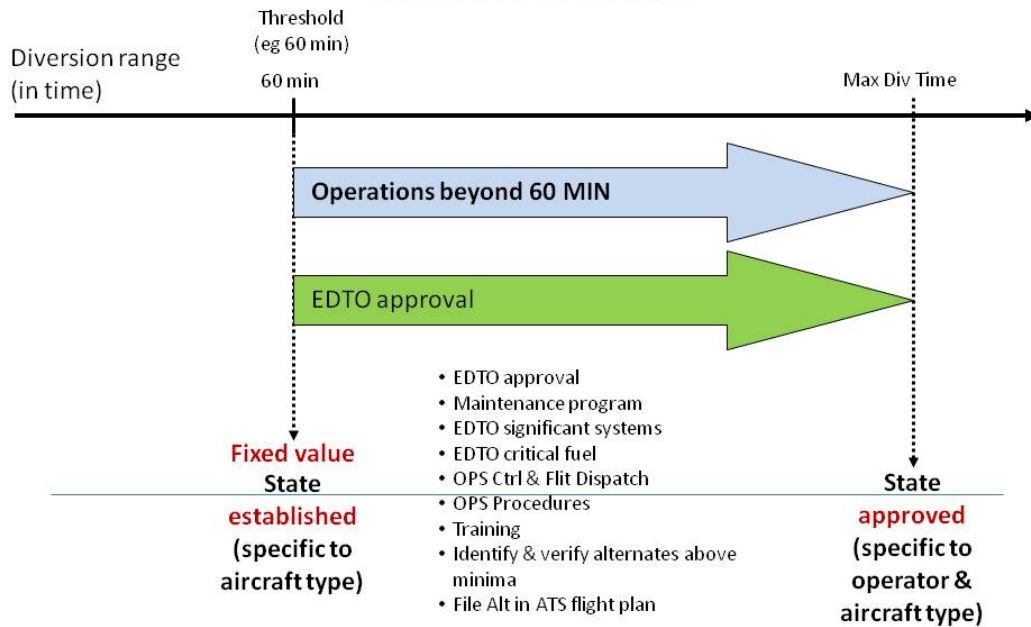 Threshold
(eg 60 min)
Diversion range
(in time)
60 min
Max Div Time
Operations beyond 60 MIN
EDTO approval
• EDTO approval
• Maintenance program
• EDTO significant systems
• EDTO critical fuel
• OPS Ctrl & Flit Dispatch
• OPS Procedures
• Training
• Identify & verify alternates above
minima
• File Alt in ATS flight plan
Fixed value
State
established
(specific to
aircraft type)
State
approved
(specific to
operator &
aircraft type)